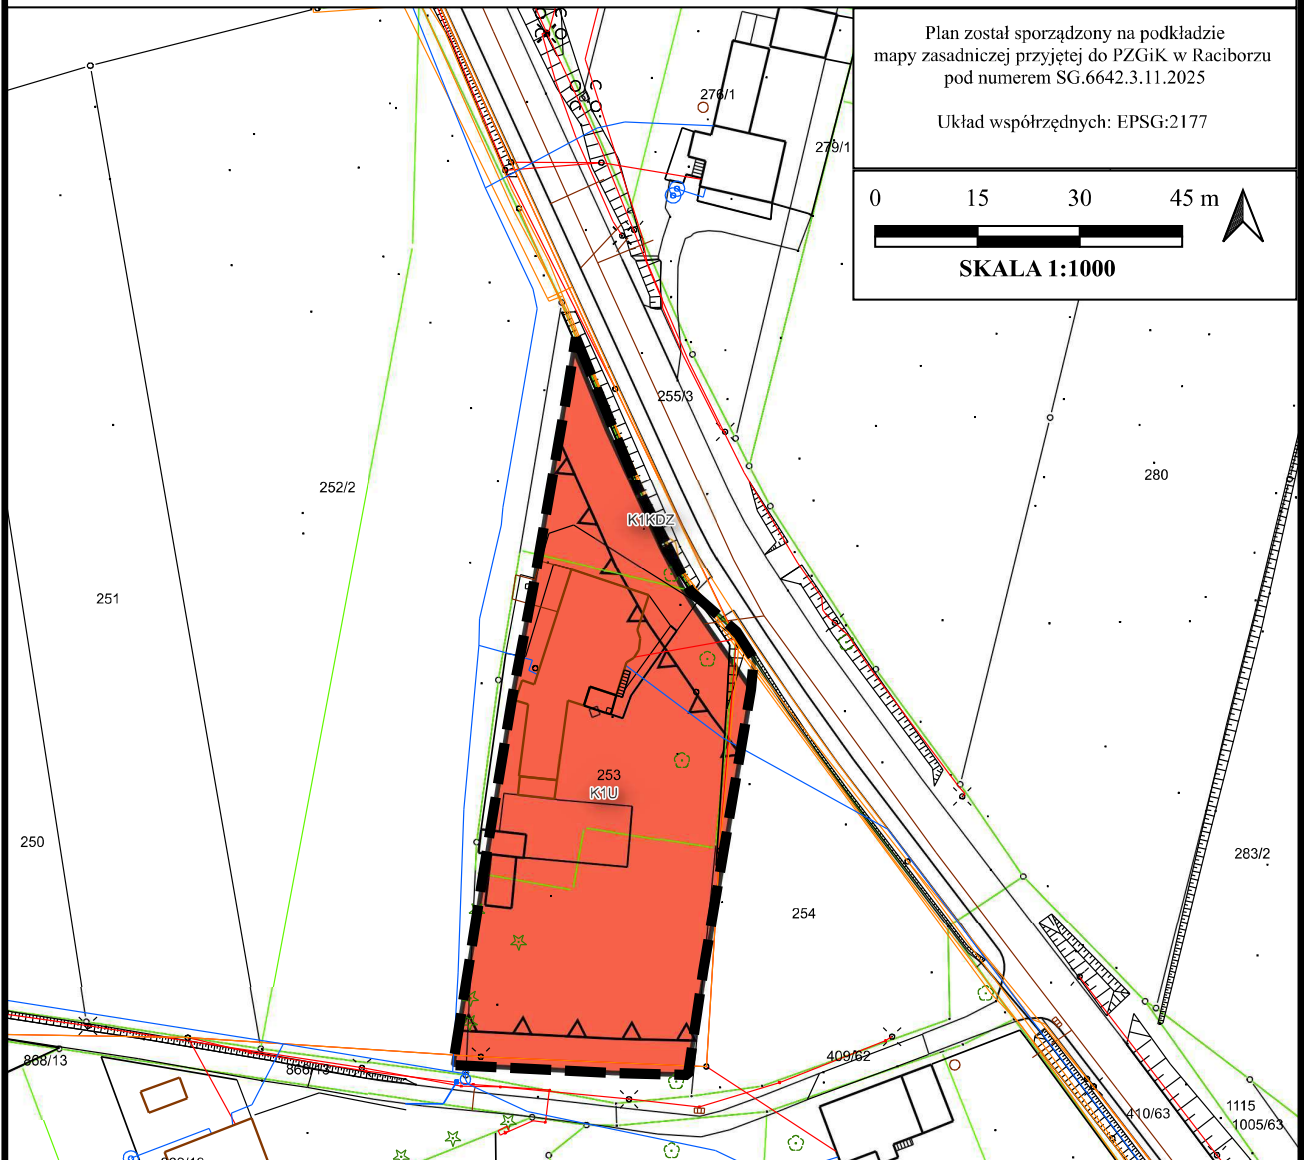 Plan został sporządzony na podkładzie
mapy zasadniczej przyjętej do PZGiK w Raciborzu
pod numerem SG.6642.3.11.2025
Układ współrzędnych: EPSG:2177
0 15 30 45 m
SKALA 1:1000
276/1
279/1
255/3
280
252/2
K1KDZ
251
253
K1U
250
283/2
254
868/13
866/13
409/62
410/63
1115
1005/63